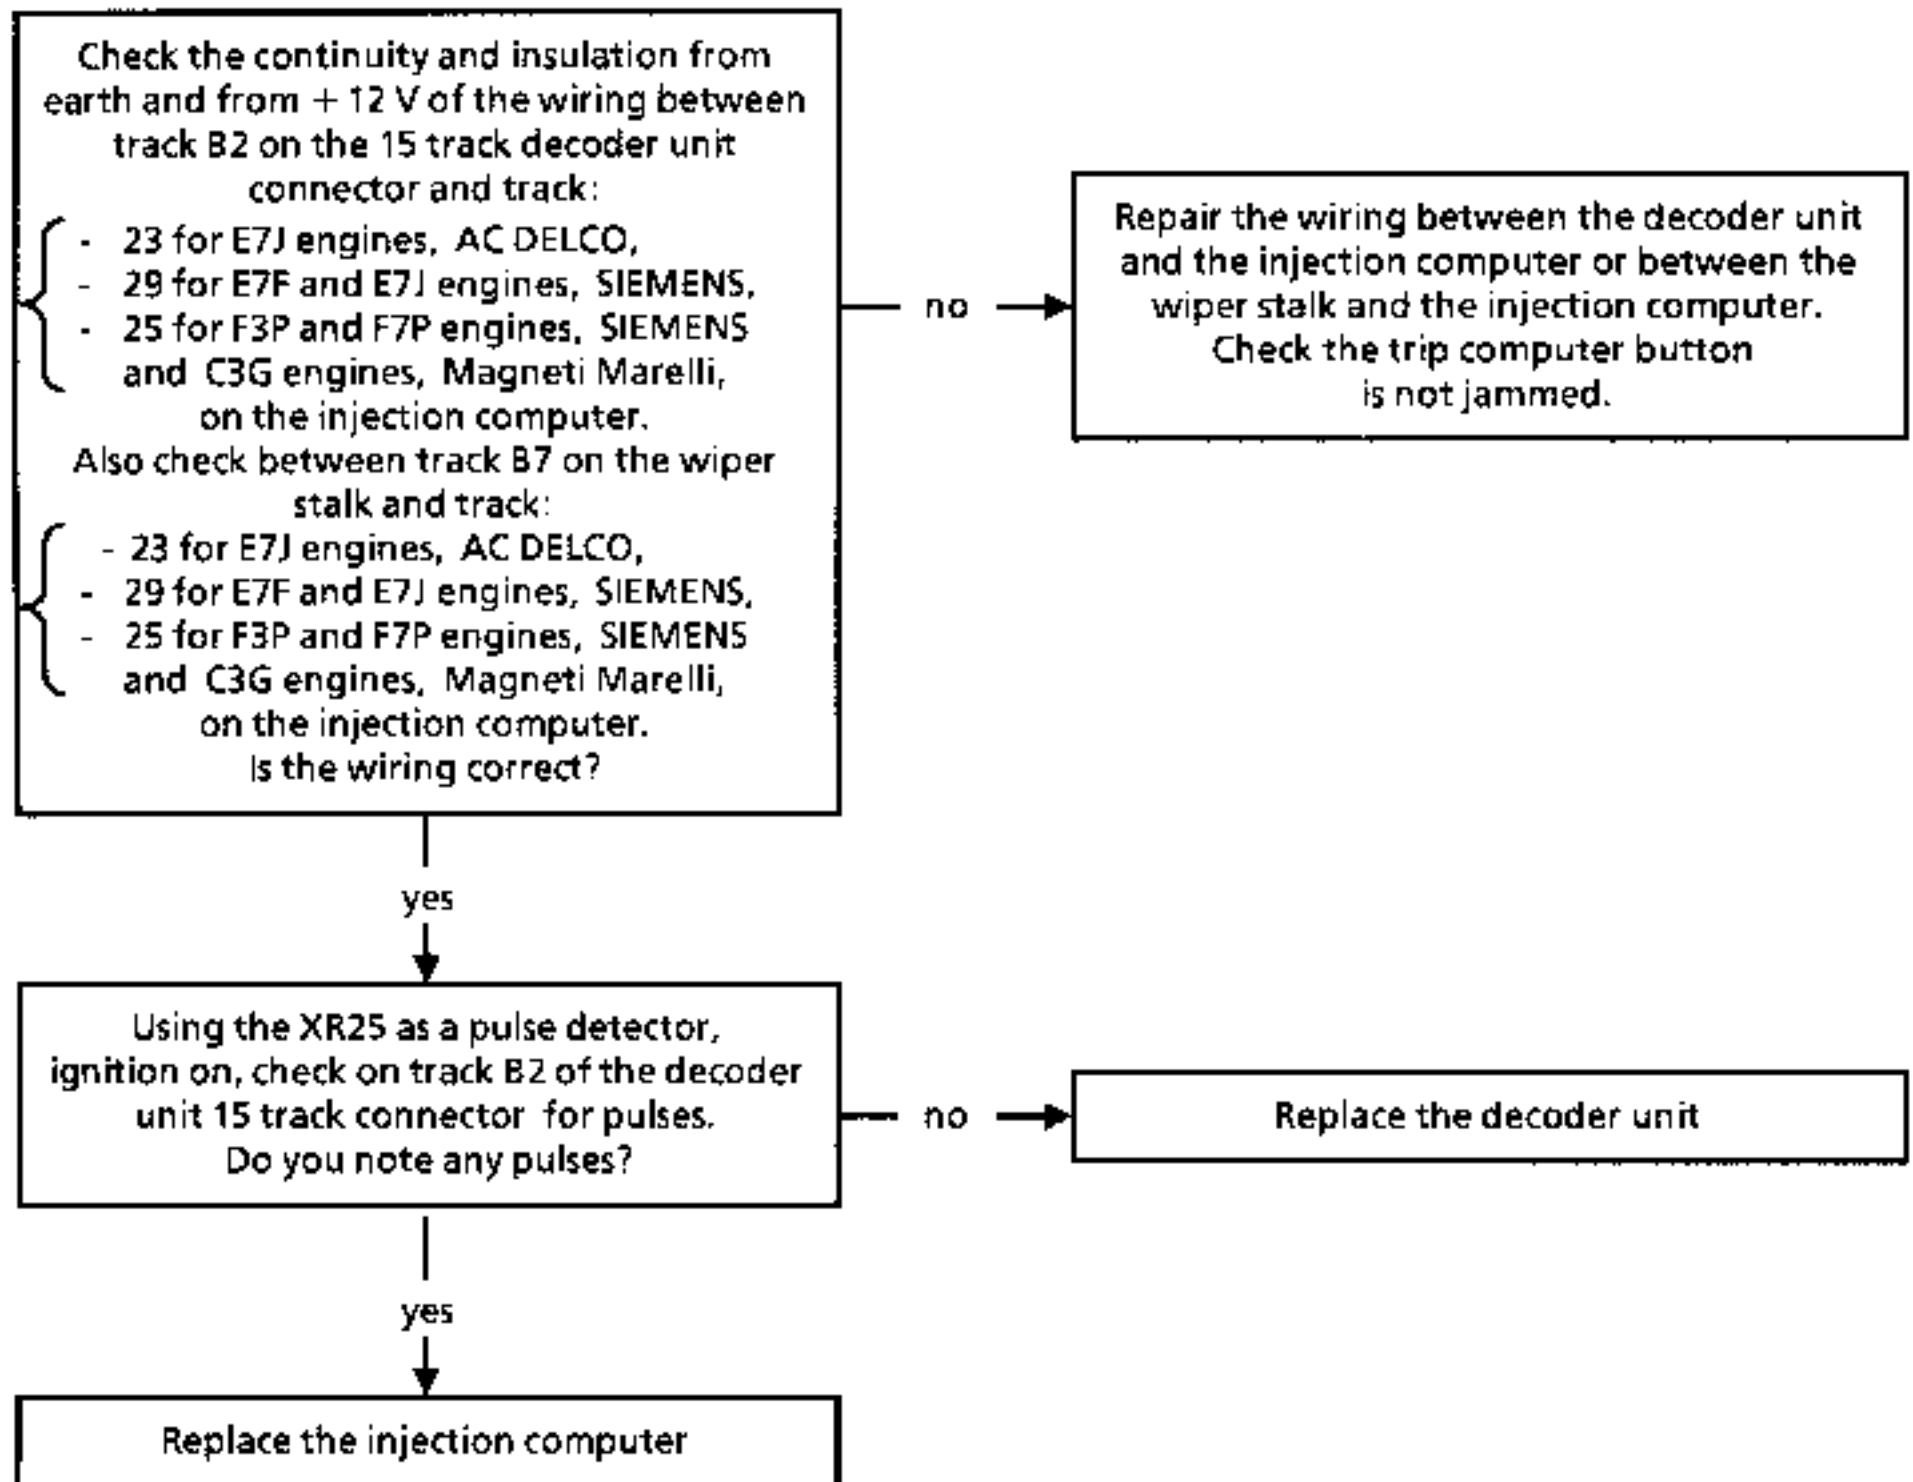 Check the continuity and insulation from
earth and from + 12 V of the wiring between
track B2 on the 15 track decoder unit
connector and track:
- 23 for E7J engines, AC DELCO,
- 29 for E7F and E7J engines, SIEMENS,
- 25 for F3P and F7P engines, SIEMENS
and C3G engines, Magneti Marelli,
on the injection computer.
Also check between track B7 on the wiper
stalk and track:
- 23 for E7J engines, AC DELCO,
- 29 for E7F and E7J engines, SIEMENS,
- 25 for F3P and F7P engines, SIEMENS
and C3G engines, Magneti Marelli,
on the injection computer.
Is the wiring correct?
no
Repair the wiring between the decoder unit
and the injection computer or between the
wiper stalk and the injection computer.
Check the trip computer button
is not jammed.
yes
Using the XR25 as a pulse detector,
ignition on, check on track B2 of the decoder
unit 15 track connector for pulses.
Do you note any pulses?
no
Replace the decoder unit
yes
Replace the injection computer